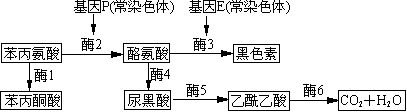 基因P(常染色体) 基因E(常染色体)
苯丙氨酸 酶2 酪氨酸 酶3 黑色素
酶1 酶4
苯丙酮酸 尿黑酸 酶5 乙酰乙酸 酶6 CO₂+H₂O